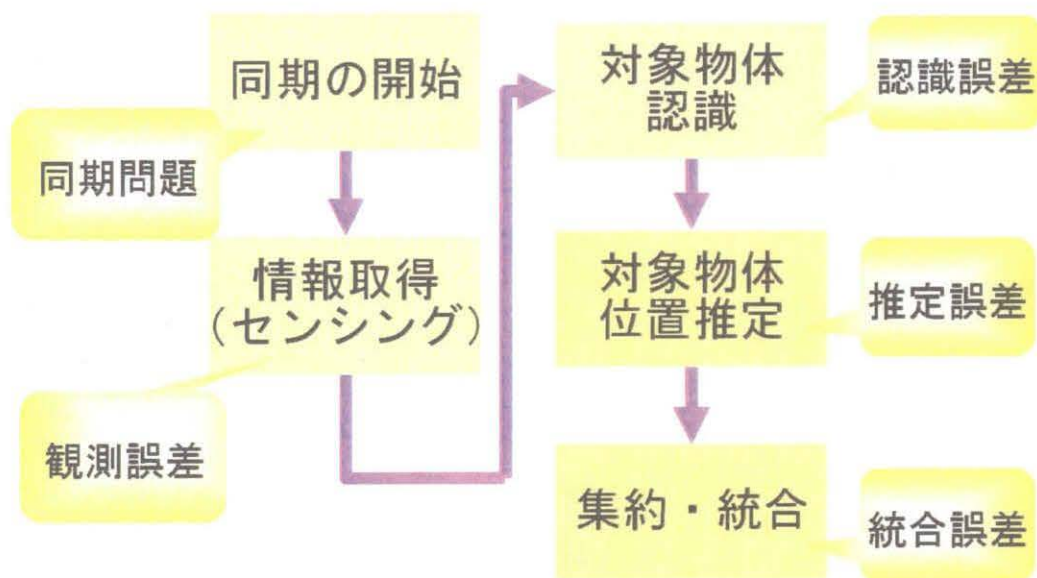 同期の開始
同期問題
情報取得
(センシング)
観測誤差
対象物体
認識
認識誤差
対象物体
位置推定
推定誤差
集約・統合
統合誤差